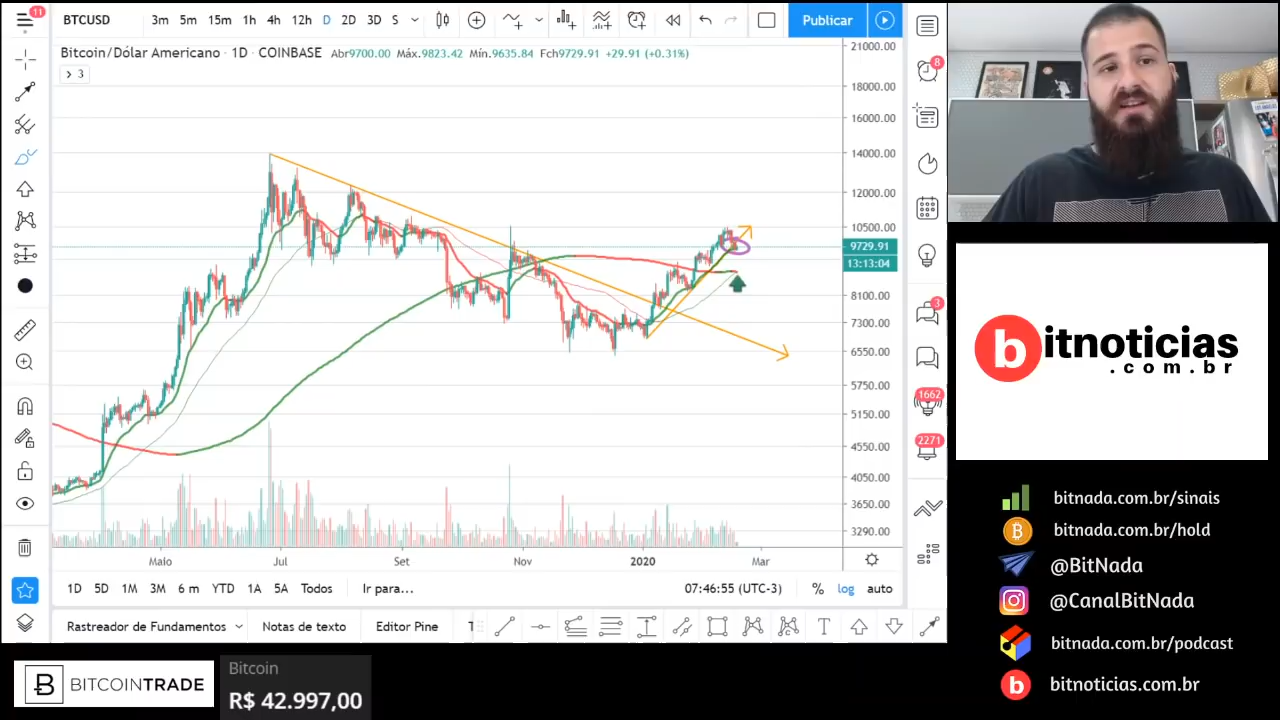 11
BTCUSD
3m 5m 15m 1h 4h 12h D 2D 3D S
Publicar
Bitcoin/Dólar Americano · 1D · COINBASE Abr9700.00 Máx.9823.42 Mín.9635.84 Fch9729.91 +29.91 (+0.31%)
3
21000.00
18000.00
16000.00
14000.00
12000.00
10500.00
9729.91
13:13:04
8100.00
7300.00
6550.00
5750.00
5150.00
4550.00
4050.00
3650.00
3290.00
Maio Jul Set Nov 2020 Mar
1D 5D 1M 3M 6 m YTD 1A 5A Todos Ir para... 07:46:55 (UTC-3) % log auto
Rastreador de Fundamentos Notas de texto Editor Pine
8
3
1662
2271
bitnoticias
.com.br
bitnada.com.br/sinais
bitnada.com.br/hold
@BitNada
@CanalBitNada
bitnada.com.br/podcast
bitnoticias.com.br
BITCOINTRADE
Bitcoin
R$ 42.997,00